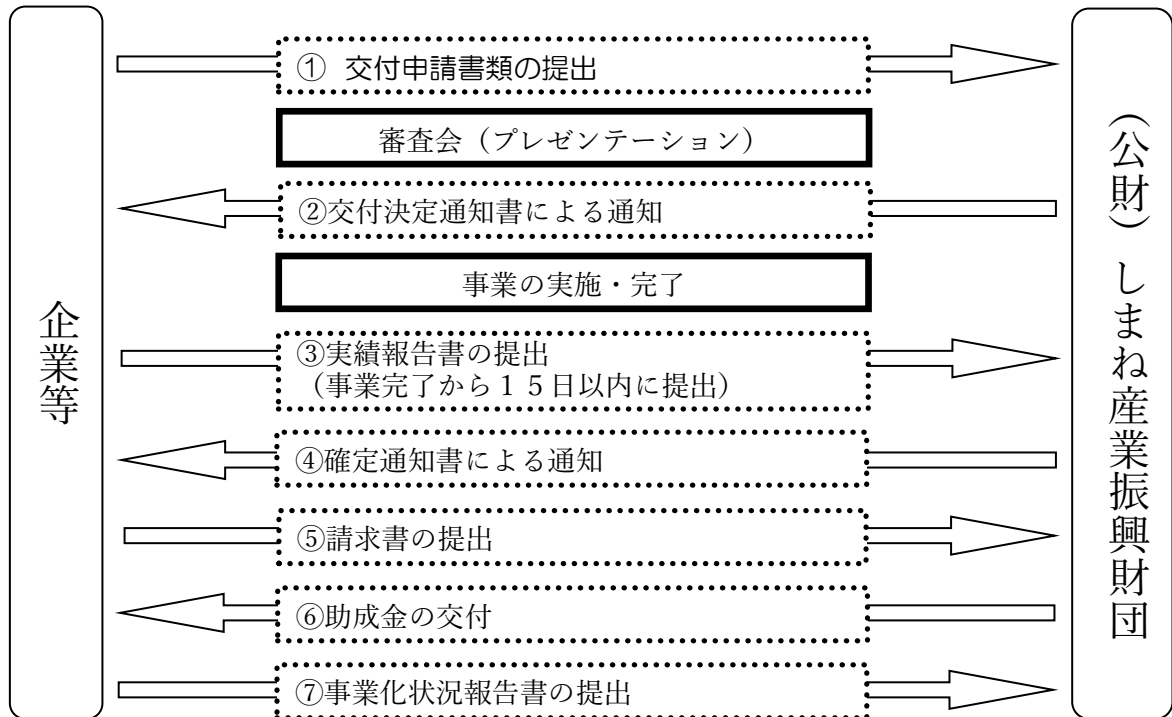 企業等
① 交付申請書類の提出
審査会（プレゼンテーション）
②交付決定通知書による通知
事業の実施・完了
③実績報告書の提出
（事業完了から１５日以内に提出）
④確定通知書による通知
⑤請求書の提出
⑥助成金の交付
⑦事業化状況報告書の提出
（公財）しまね産業振興財団